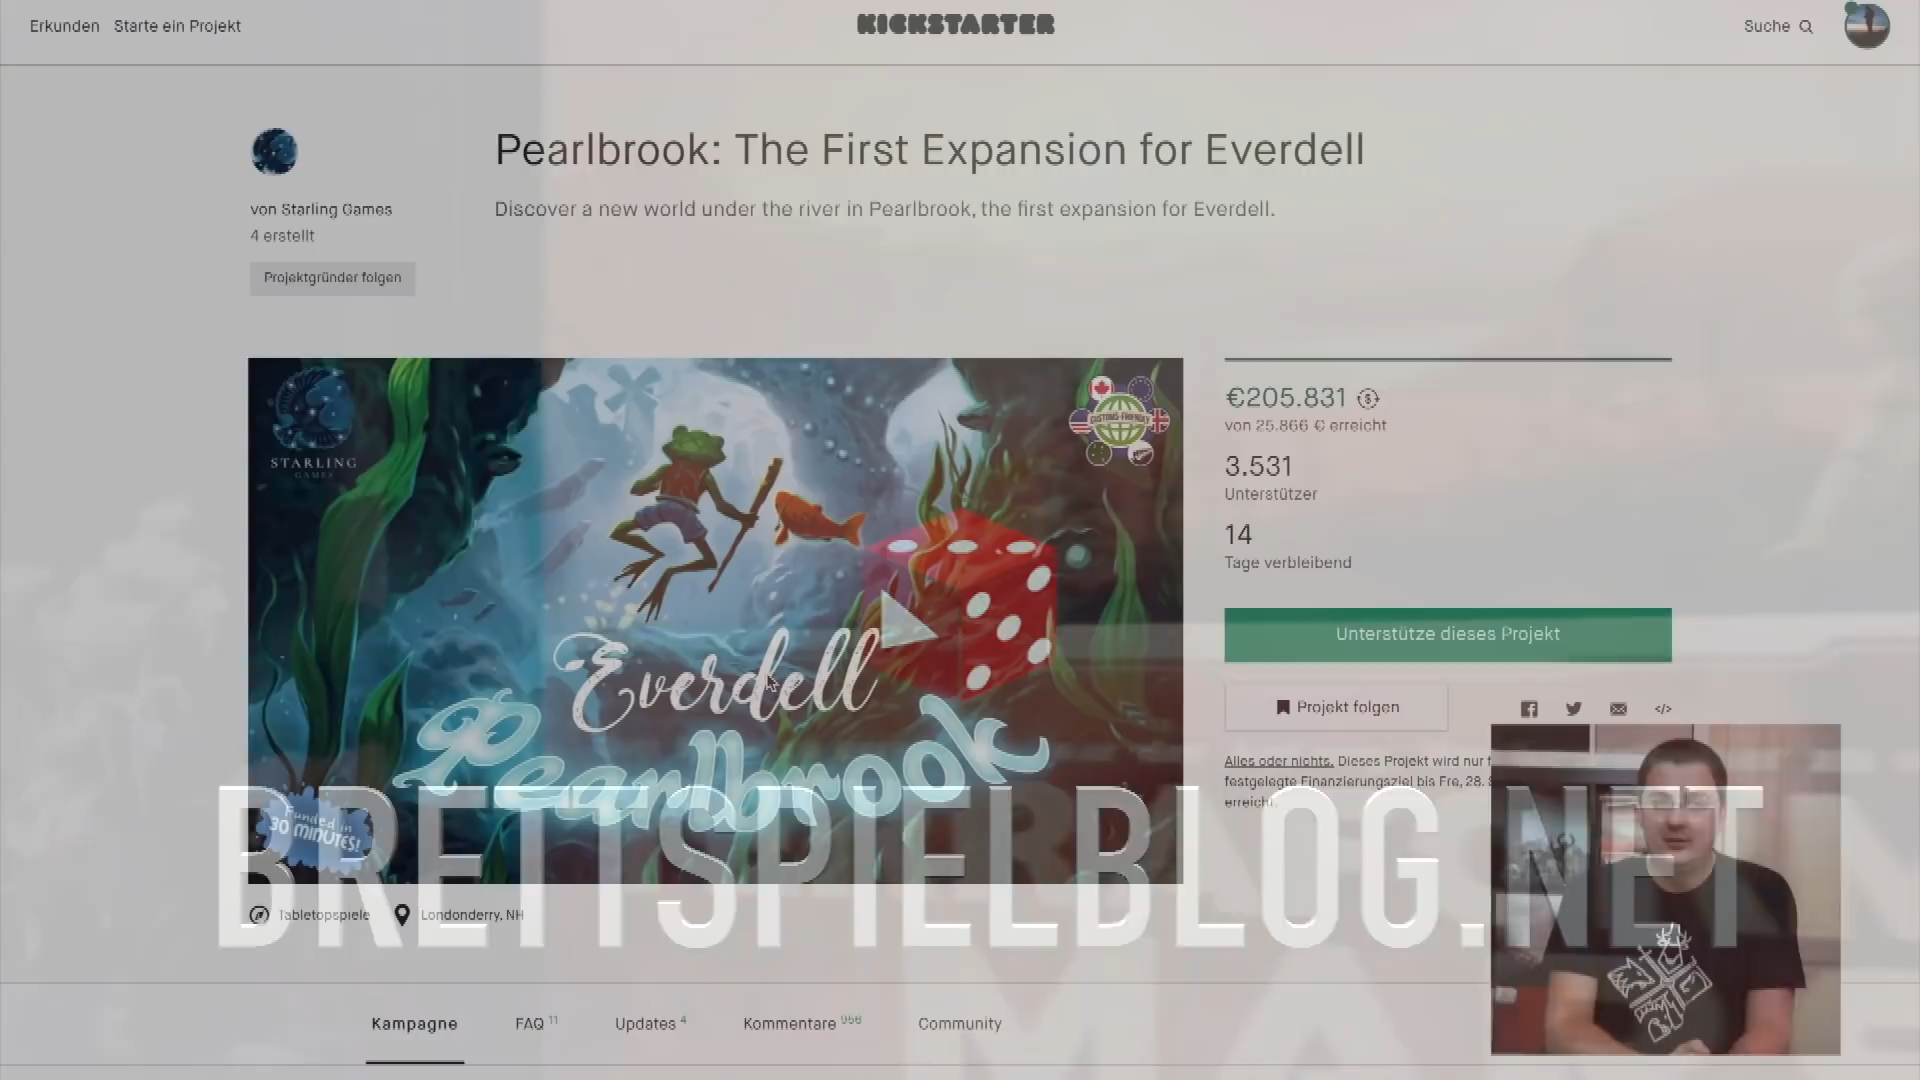 Erkunden Starte ein Projekt
KICKSTARTER
Suche
Pearlbrook: The First Expansion for Everdell
Discover a new world under the river in Pearlbrook, the first expansion for Everdell.
von Starling Games
4 erstellt
Projektgründer folgen
STARLING
GAMES
CUSTOMS-FRIENDLY
€205.831
von 25.866 € erreicht
3.531
Unterstützer
14
Tage verbleibend
Unterstütze dieses Projekt
Projekt folgen
Alles oder nichts. Dieses Projekt wird nur
festgelegte Finanzierungsziel bis Fre, 28.
erreicht
Everdell
Pearlbrook
Funded in
30 MINUTES!
BRETTSPIELBLOG.NET
Tabletopspiele Londonderry, NH
Kampagne FAQ 11 Updates 4 Kommentare 956 Community